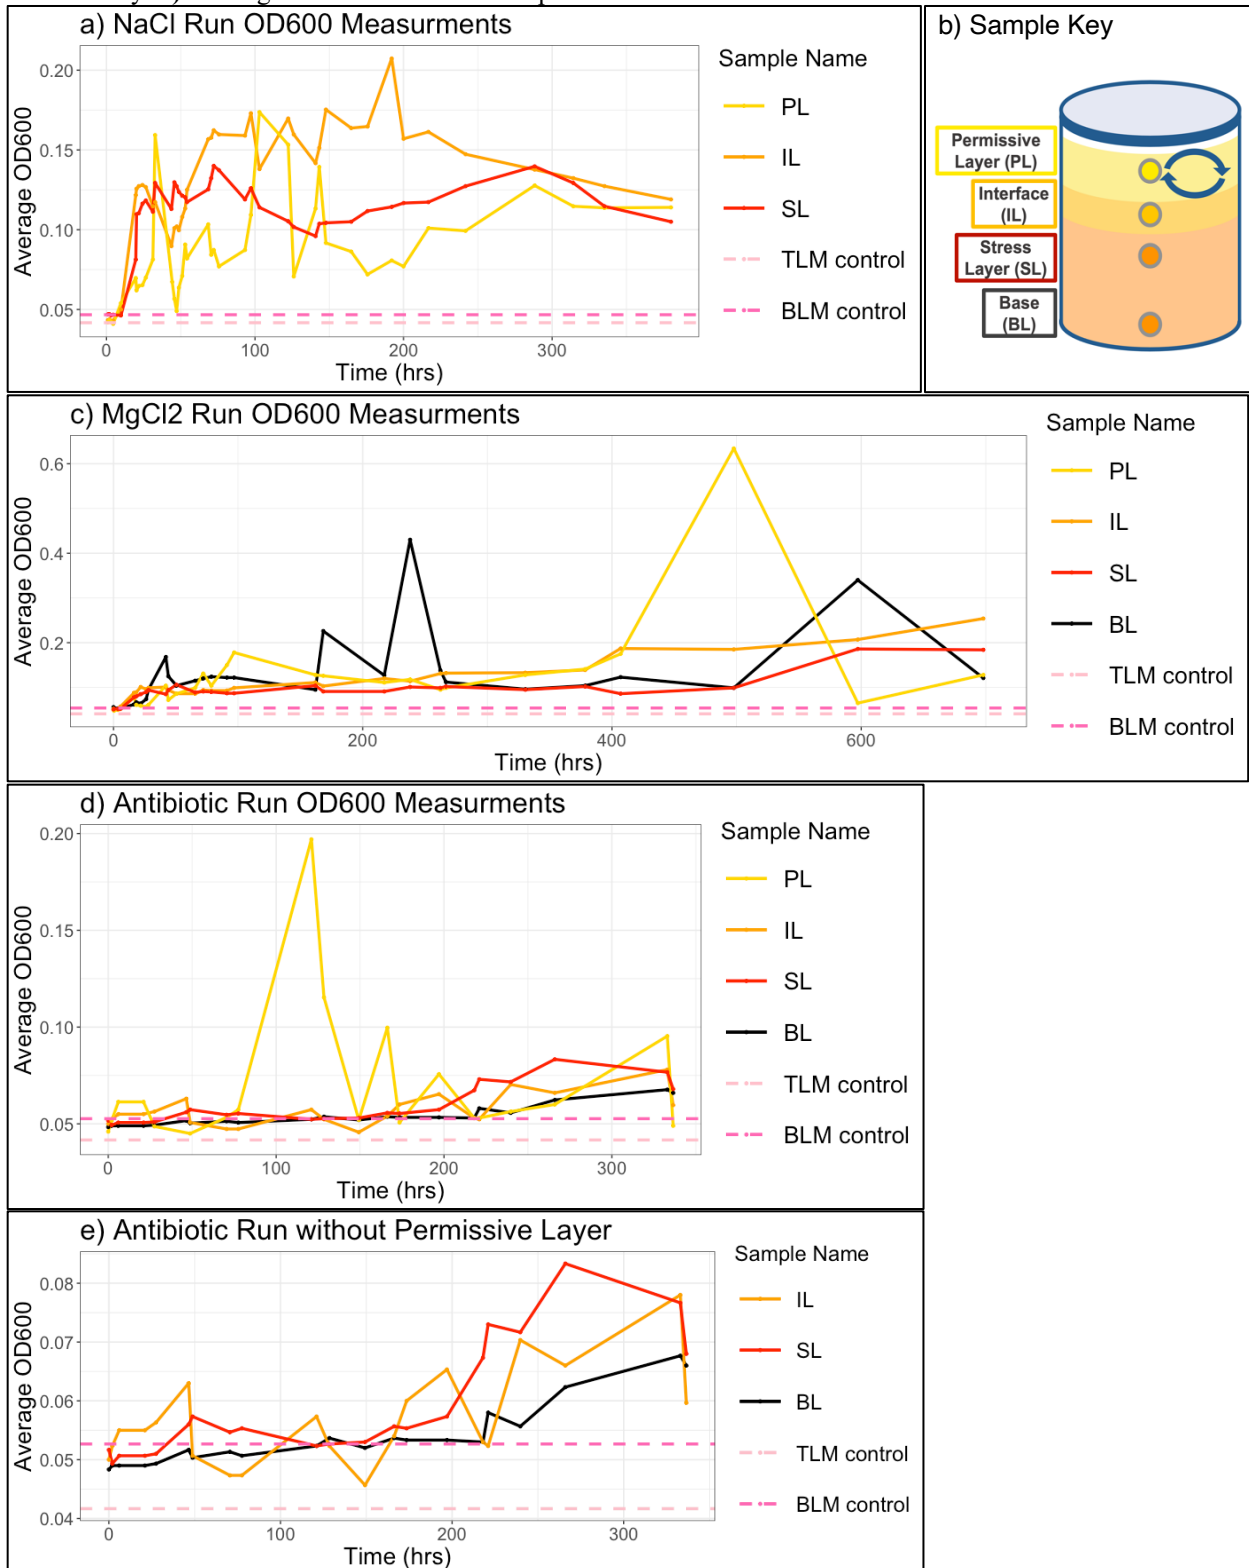 a) NaCl Run OD600 Measurments
Average OD600
0.20
0.15
0.10
0.05
0
100
200
300
Time (hrs)
Sample Name
PL
IL
SL
TLM control
BLM control
b) Sample Key
Permissive
Layer (PL)
Interface
(IL)
Stress
Layer (SL)
Base
(BL)
c) MgCl2 Run OD600 Measurments
Average OD600
0.6
0.4
0.2
0
200
400
600
Time (hrs)
Sample Name
PL
IL
SL
BL
TLM control
BLM control
d) Antibiotic Run OD600 Measurments
Average OD600
0.20
0.15
0.10
0.05
0
100
200
300
Time (hrs)
Sample Name
PL
IL
SL
BL
TLM control
BLM control
e) Antibiotic Run without Permissive Layer
Average OD600
0.08
0.07
0.06
0.05
0.04
0
100
200
300
Time (hrs)
Sample Name
IL
SL
BL
TLM control
BLM control